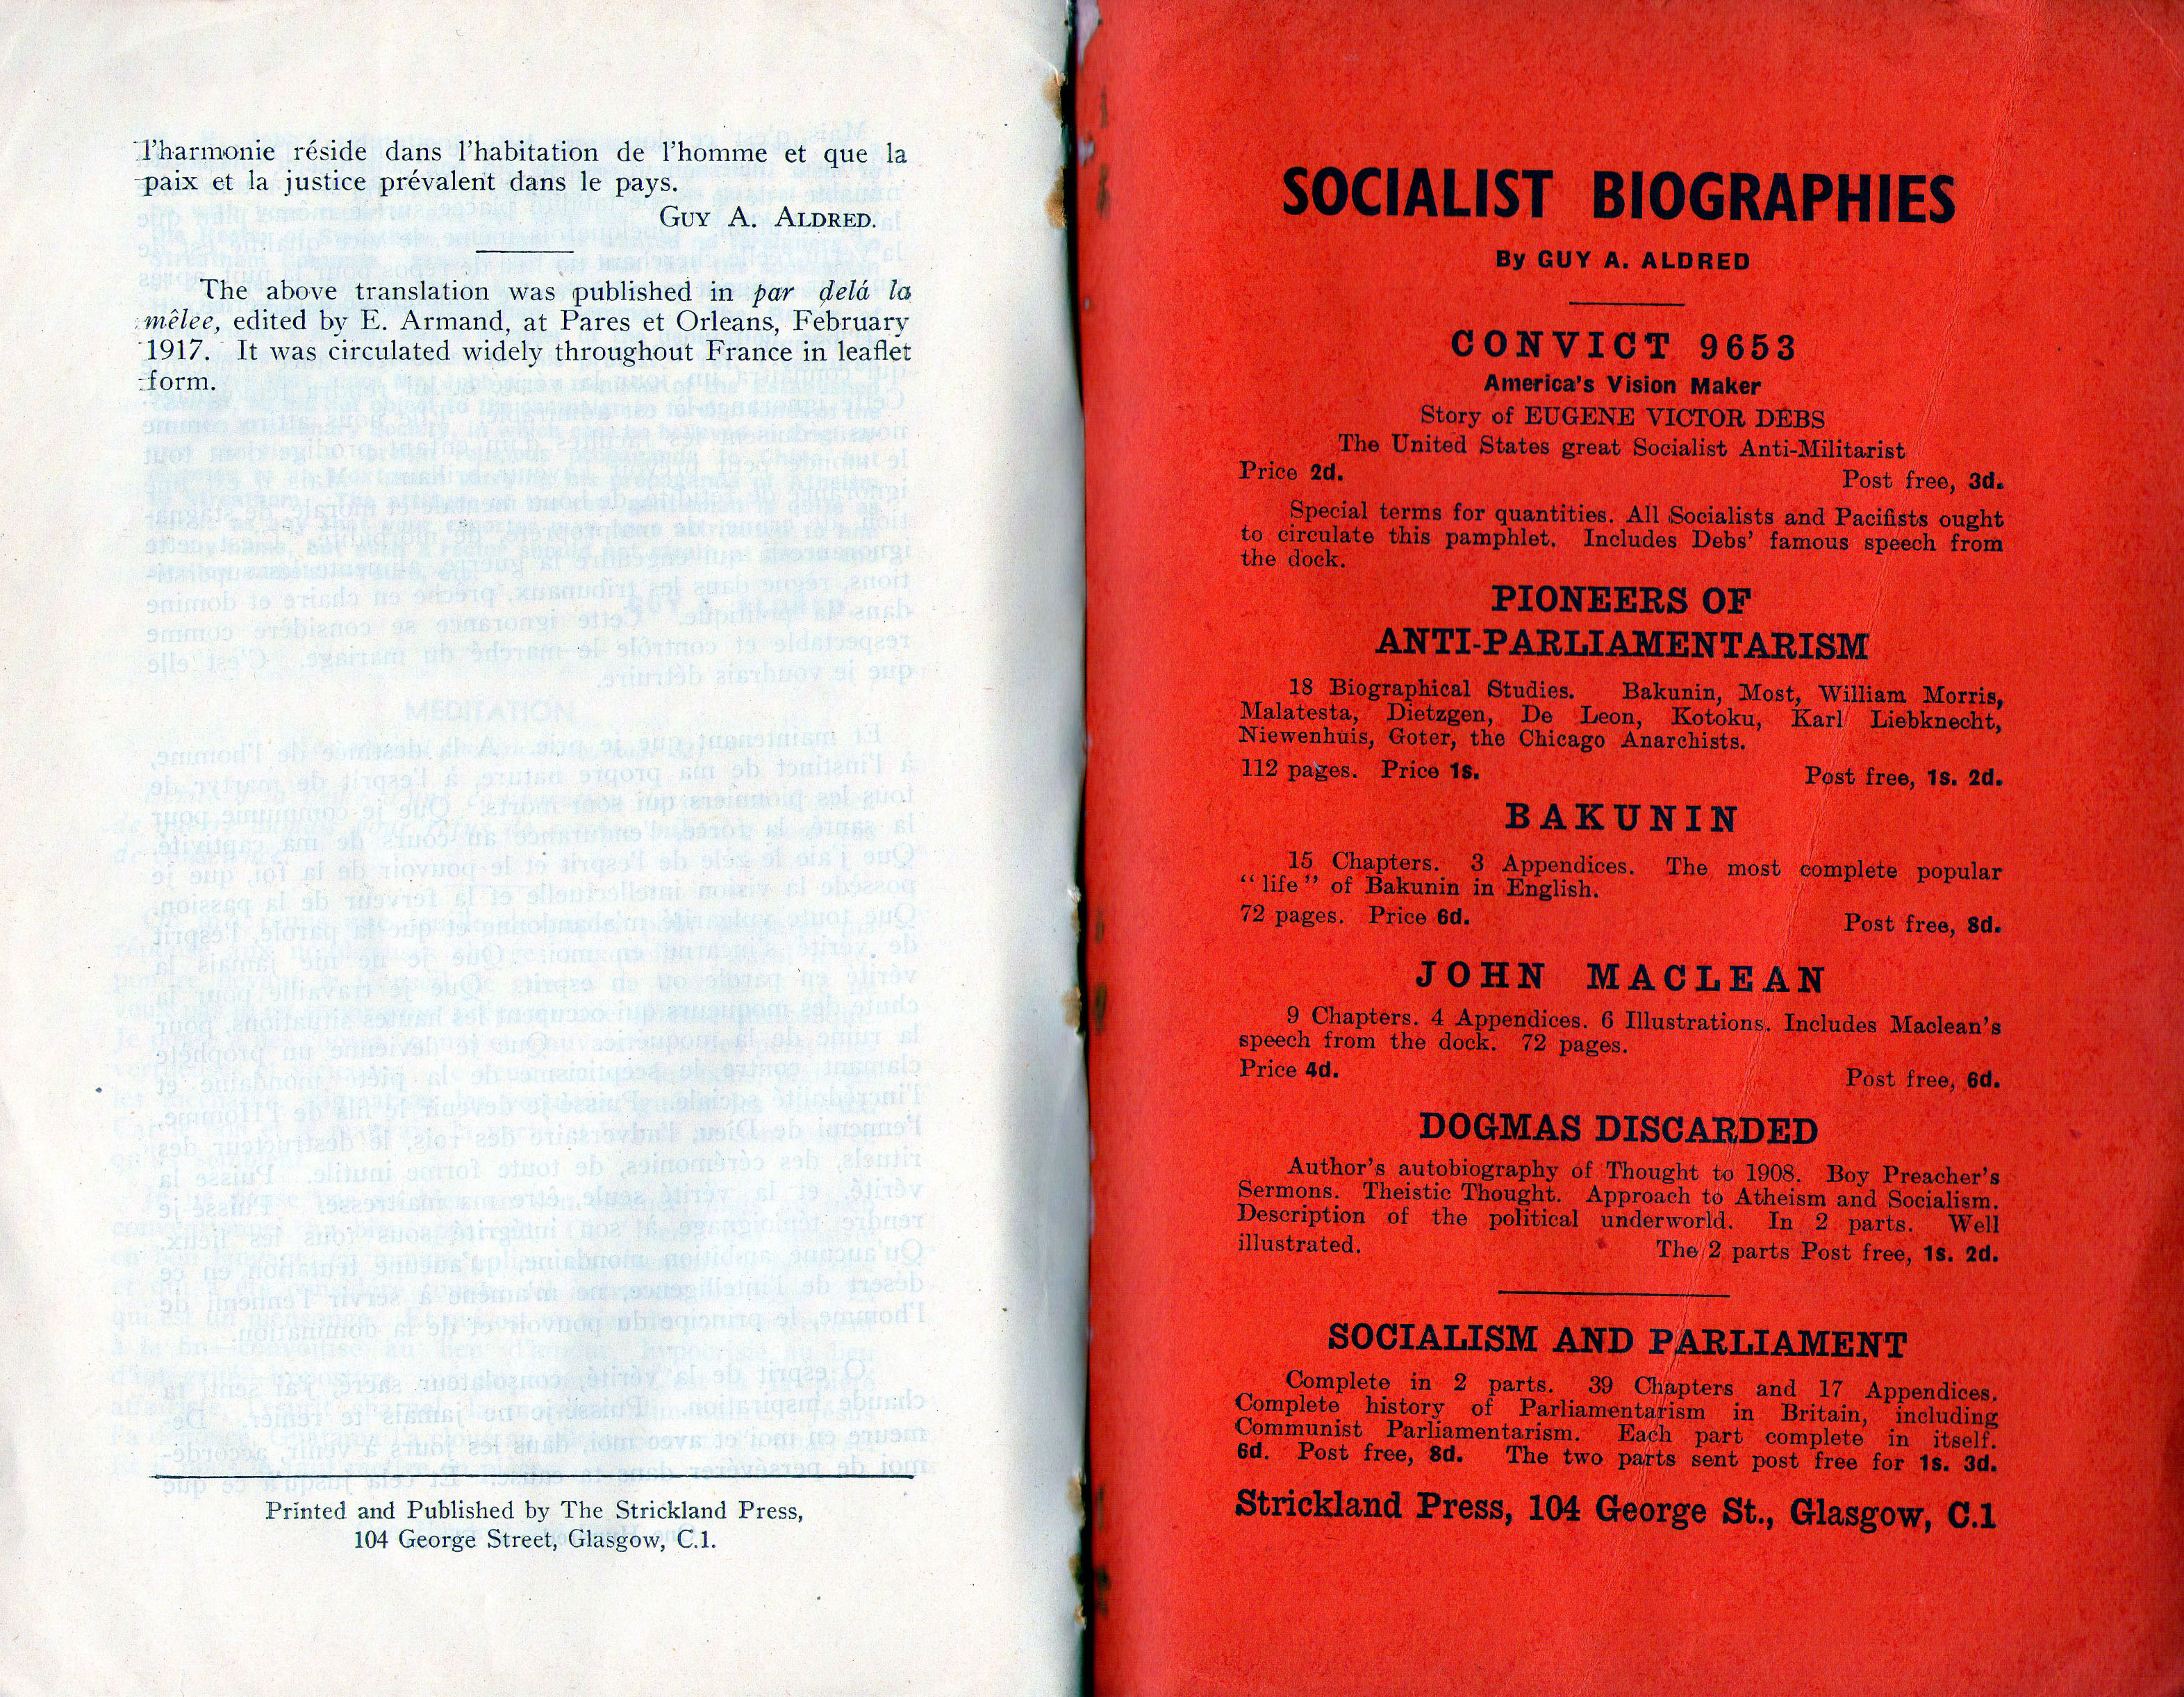 l'harmonie réside dans l'habitation de l'homme et que la
paix et la justice prévalent dans le pays.
GUY A. ALDRED.
The above translation was published in par delá la
mêlee, edited by E. Armand, at Pares et Orleans, February
1917. It was circulated widely throughout France in leaflet
form.
Printed and Published by The Strickland Press,
104 George Street, Glasgow, C.1.
SOCIALIST BIOGRAPHIES
By GUY A. ALDRED
CONVICT 9653
America's Vision Maker
Story of EUGENE VICTOR DEBS
The United States great Socialist Anti-Militarist
Price 2d. Post free, 3d.
Special terms for quantities. All Socialists and Pacifists ought
to circulate this pamphlet. Includes Debs' famous speech from
the dock.
PIONEERS OF
ANTI-PARLIAMENTARISM
18 Biographical Studies. Bakunin, Most, William Morris,
Malatesta, Dietzgen, De Leon, Kotoku, Karl Liebknecht,
Niewenhuis, Goter, the Chicago Anarchists.
112 pages. Price 1s. Post free, 1s. 2d.
BAKUNIN
15 Chapters. 3 Appendices. The most complete popular
"life" of Bakunin in English.
72 pages. Price 6d. Post free, 8d.
JOHN MACLEAN
9 Chapters. 4 Appendices. 6 Illustrations. Includes Maclean's
speech from the dock. 72 pages.
Price 4d. Post free, 6d.
DOGMAS DISCARDED
Author's autobiography of Thought to 1908. Boy Preacher's
Sermons. Theistic Thought. Approach to Atheism and Socialism.
Description of the political underworld. In 2 parts. Well
illustrated. The 2 parts Post free, 1s. 2d.
SOCIALISM AND PARLIAMENT
Complete in 2 parts. 39 Chapters and 17 Appendices.
Complete history of Parliamentarism in Britain, including
Communist Parliamentarism. Each part complete in itself.
6d. Post free, 8d. The two parts sent post free for 1s. 3d.
Strickland Press, 104 George St., Glasgow, C.1